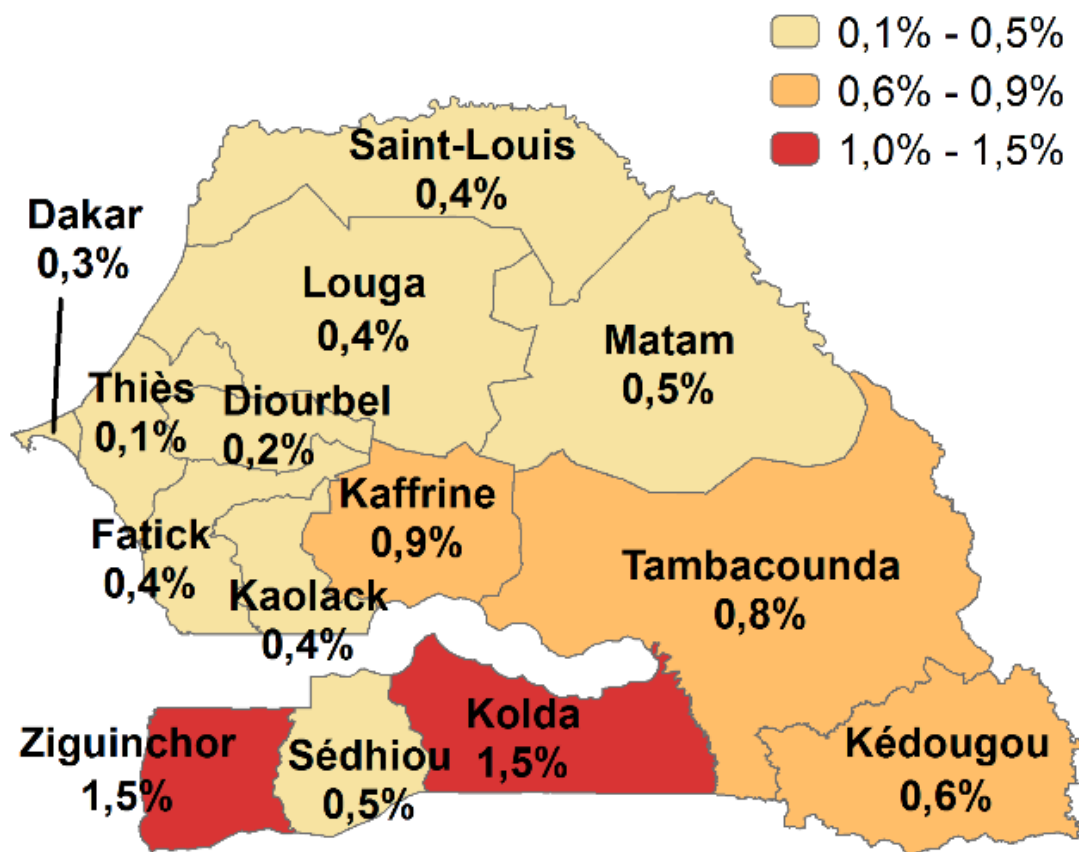 0,1% - 0,5%
0,6% - 0,9%
1,0% - 1,5%
Saint-Louis
0,4%
Dakar
0,3%
Louga
0,4%
Matam
0,5%
Thiès
0,1%
Diourbel
0,2%
Kaffrine
0,9%
Fatick
0,4%
Kaolack
0,4%
Tambacounda
0,8%
Ziguinchor
1,5%
Sédhiou
0,5%
Kolda
1,5%
Kédougou
0,6%